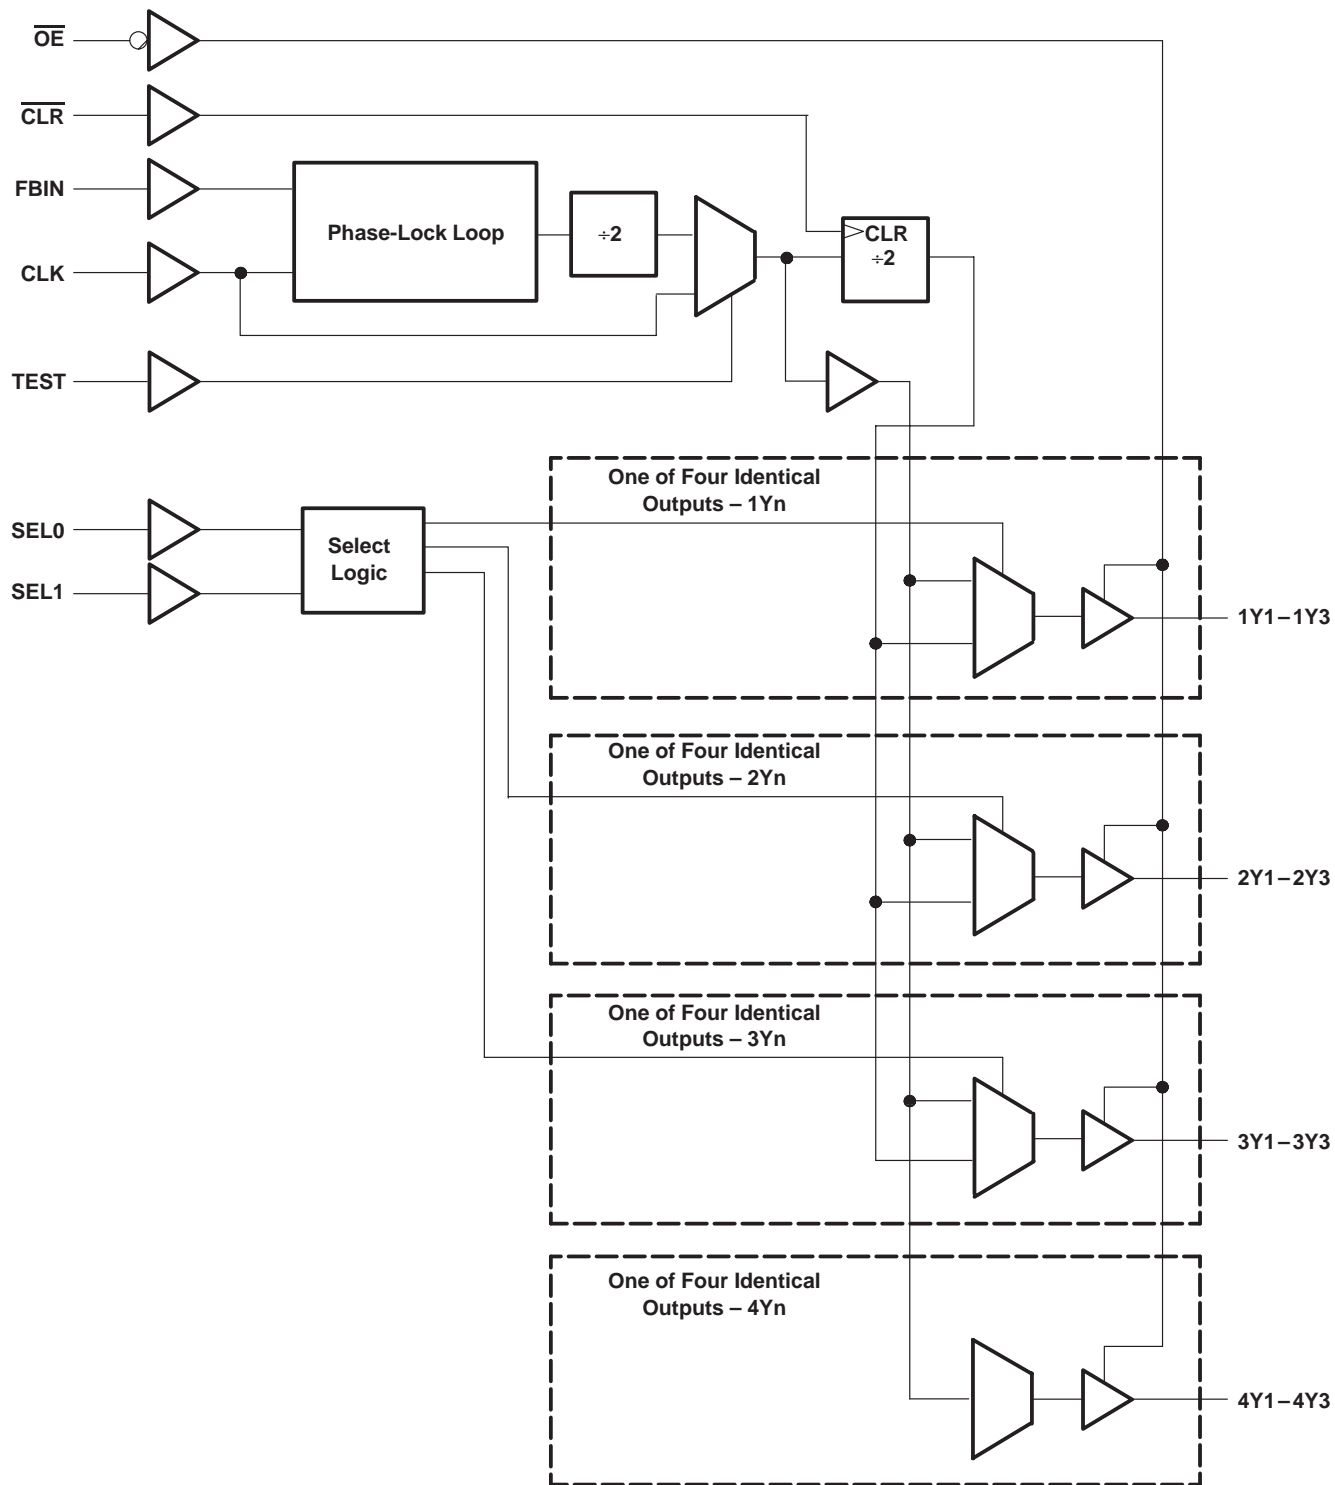 OE
CLR
FBIN
Phase-Lock Loop
÷2
CLR
÷2
CLK
TEST
One of Four Identical
Outputs – 1Yn
SEL0
Select
Logic
SEL1
1Y1–1Y3
One of Four Identical
Outputs – 2Yn
2Y1–2Y3
One of Four Identical
Outputs – 3Yn
3Y1–3Y3
One of Four Identical
Outputs – 4Yn
4Y1–4Y3